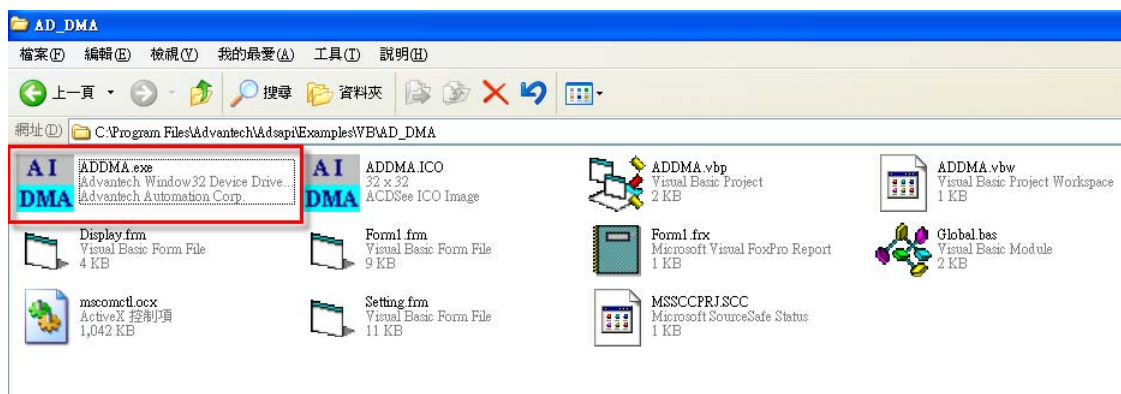 AD_DMA
檔案(F) 編輯(E) 檢視(V) 我的最愛(A) 工具(T) 說明(H)
上一頁 搜尋 資料夾
網址(D) C:\Program Files\Advantech\Adsapi\Examples\VB\AD_DMA
AI DMA
ADDMA.exe
Advantech Window32 Device Drive...
Advantech Automation Corp.
AI DMA
ADDMA.ICO
32 x 32
ACDSee ICO Image
ADDMA.vbp
Visual Basic Project
2 KB
ADDMA.vbw
Visual Basic Project Workspace
1 KB
Display.frm
Visual Basic Form File
4 KB
Form1.frm
Visual Basic Form File
9 KB
Form1.frx
Microsoft Visual FoxPro Report
1 KB
Global.bas
Visual Basic Module
2 KB
mscomctl.ocx
ActiveX 控制項
1,042 KB
Setting.frm
Visual Basic Form File
11 KB
MSSCCPRJ.SCC
Microsoft SourceSafe Status
1 KB